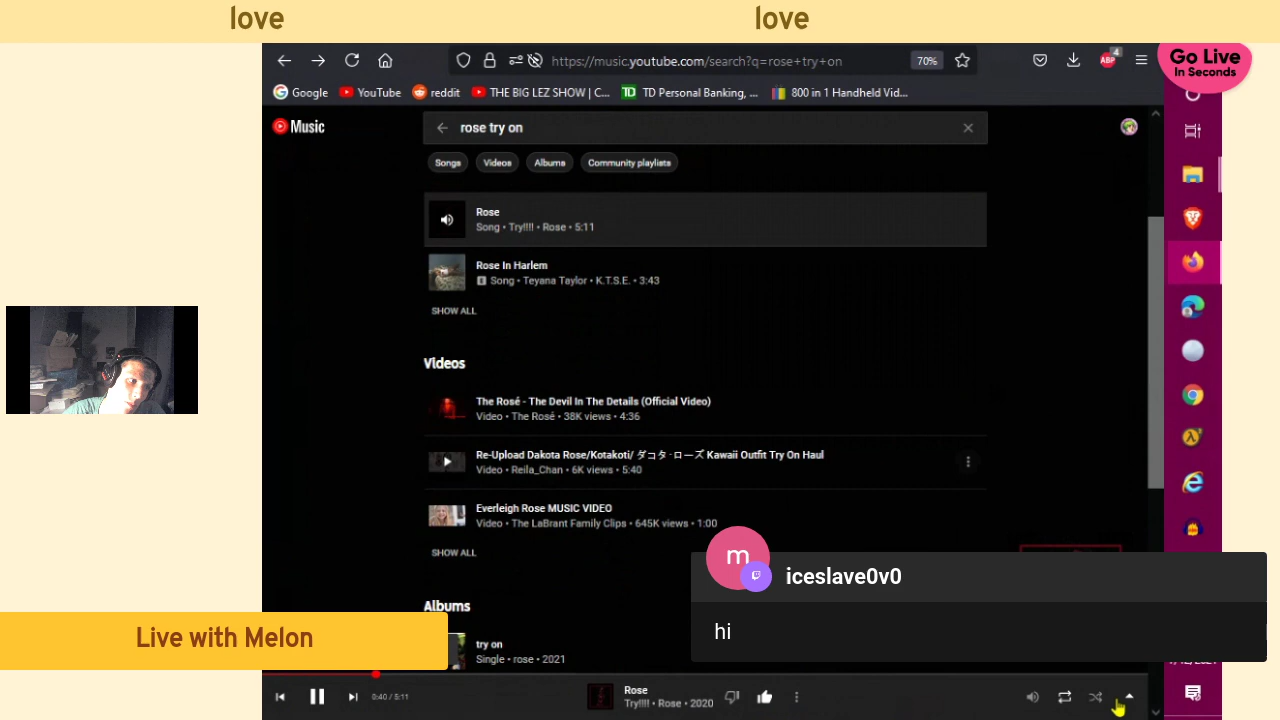 love
love
Go Live
In Seconds
https://music.youtube.com/search?q=rose+try+on
70%
ABP
4
Google
YouTube
reddit
THE BIG LEZ SHOW | C...
TD
TD Personal Banking, ...
800 in 1 Handheld Vid...
Music
rose try on
Songs
Videos
Albums
Community playlists
Rose
Song • Try!!!! • Rose • 5:11
Rose In Harlem
E Song • Teyana Taylor • K.T.S.E. • 3:43
SHOW ALL
Videos
The Rosé - The Devil In The Details (Official Video)
Video • The Rosé • 38K views • 4:36
Re-Upload Dakota Rose/Kotakoti/ ダコタ·ローズ Kawaii Outfit Try On Haul
Video • Reila_Chan • 6K views • 5:40
Everleigh Rose MUSIC VIDEO
Video • The LaBrant Family Clips • 645K views • 1:00
SHOW ALL
m
iceslave0v0
hi
Albums
Live with Melon
try on
Single • rose • 2021
0:40 / 5:11
Rose
Try!!!! • Rose • 2020